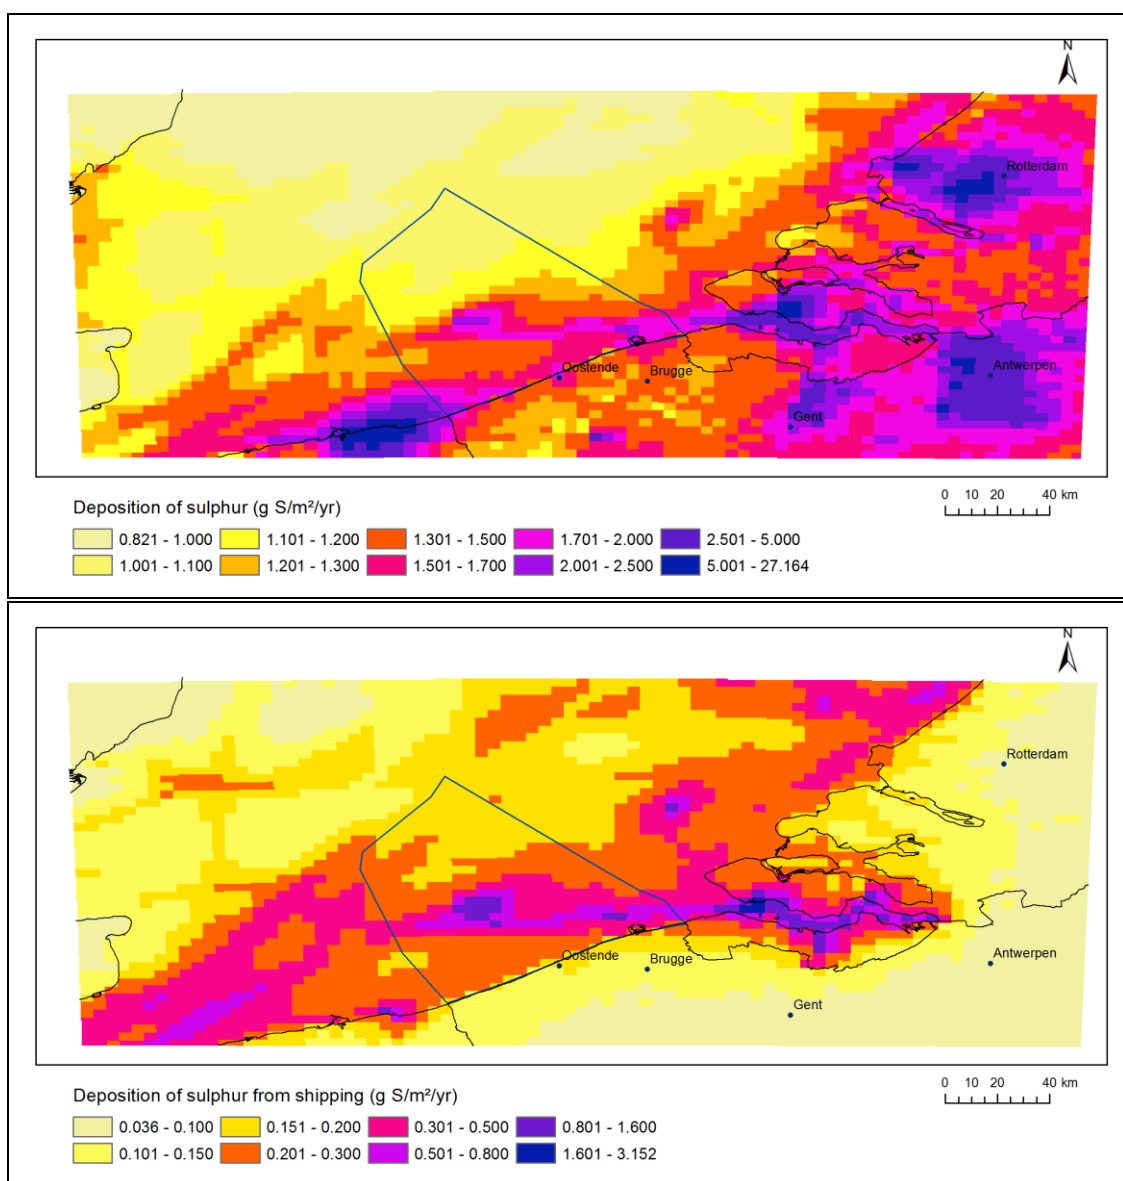 N
Rotterdam
Oostende
Brugge
Antwerpen
Gent
Deposition of sulphur (g S/m²/yr)
0 10 20 40 km
0.821 - 1.000 1.101 - 1.200 1.301 - 1.500 1.701 - 2.000 2.501 - 5.000
1.001 - 1.100 1.201 - 1.300 1.501 - 1.700 2.001 - 2.500 5.001 - 27.164
N
Rotterdam
Oostende
Brugge
Antwerpen
Gent
Deposition of sulphur from shipping (g S/m²/yr)
0 10 20 40 km
0.036 - 0.100 0.151 - 0.200 0.301 - 0.500 0.801 - 1.600
0.101 - 0.150 0.201 - 0.300 0.501 - 0.800 1.601 - 3.152